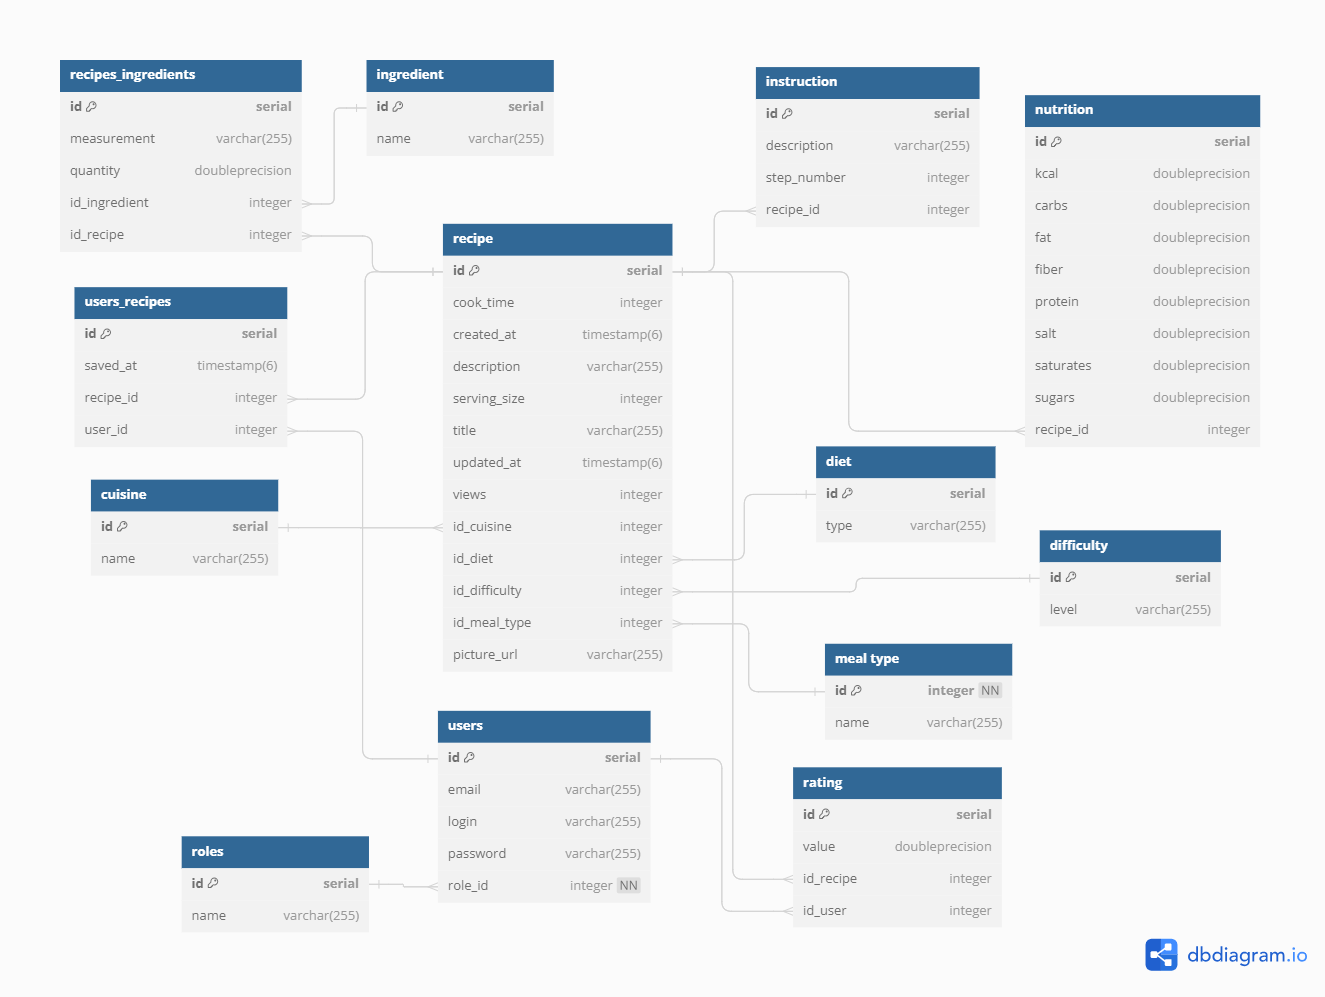 recipes_ingredients
id serial
measurement varchar(255)
quantity doubleprecision
id_ingredient integer
id_recipe integer
ingredient
id serial
name varchar(255)
instruction
id serial
description varchar(255)
step_number integer
recipe_id integer
nutrition
id serial
kcal doubleprecision
carbs doubleprecision
fat doubleprecision
fiber doubleprecision
protein doubleprecision
salt doubleprecision
saturates doubleprecision
sugars doubleprecision
recipe_id integer
recipe
id serial
cook_time integer
created_at timestamp(6)
description varchar(255)
serving_size integer
title varchar(255)
updated_at timestamp(6)
views integer
id_cuisine integer
id_diet integer
id_difficulty integer
id_meal_type integer
picture_url varchar(255)
users_recipes
id serial
saved_at timestamp(6)
recipe_id integer
user_id integer
cuisine
id serial
name varchar(255)
diet
id serial
type varchar(255)
difficulty
id serial
level varchar(255)
meal type
id integer NN
name varchar(255)
users
id serial
email varchar(255)
login varchar(255)
password varchar(255)
role_id integer NN
rating
id serial
value doubleprecision
id_recipe integer
id_user integer
roles
id serial
name varchar(255)
dbdiagram.io